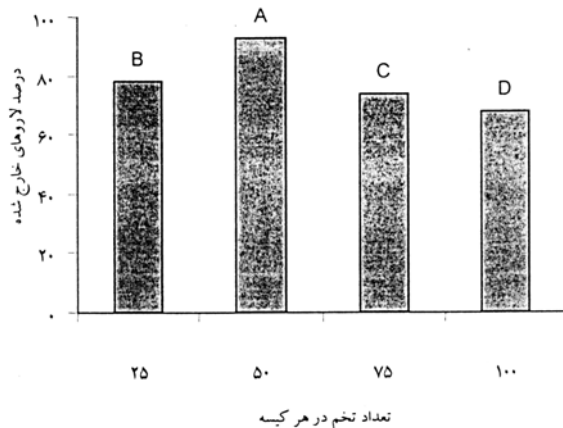 درصد لاروهای خارج شده
۱۰۰
۸۰
۶۰
۴۰
۲۰
۰
B
A
C
D
۲۵ ۵۰ ۷۵ ۱۰۰
تعداد تخم در هر کیسه